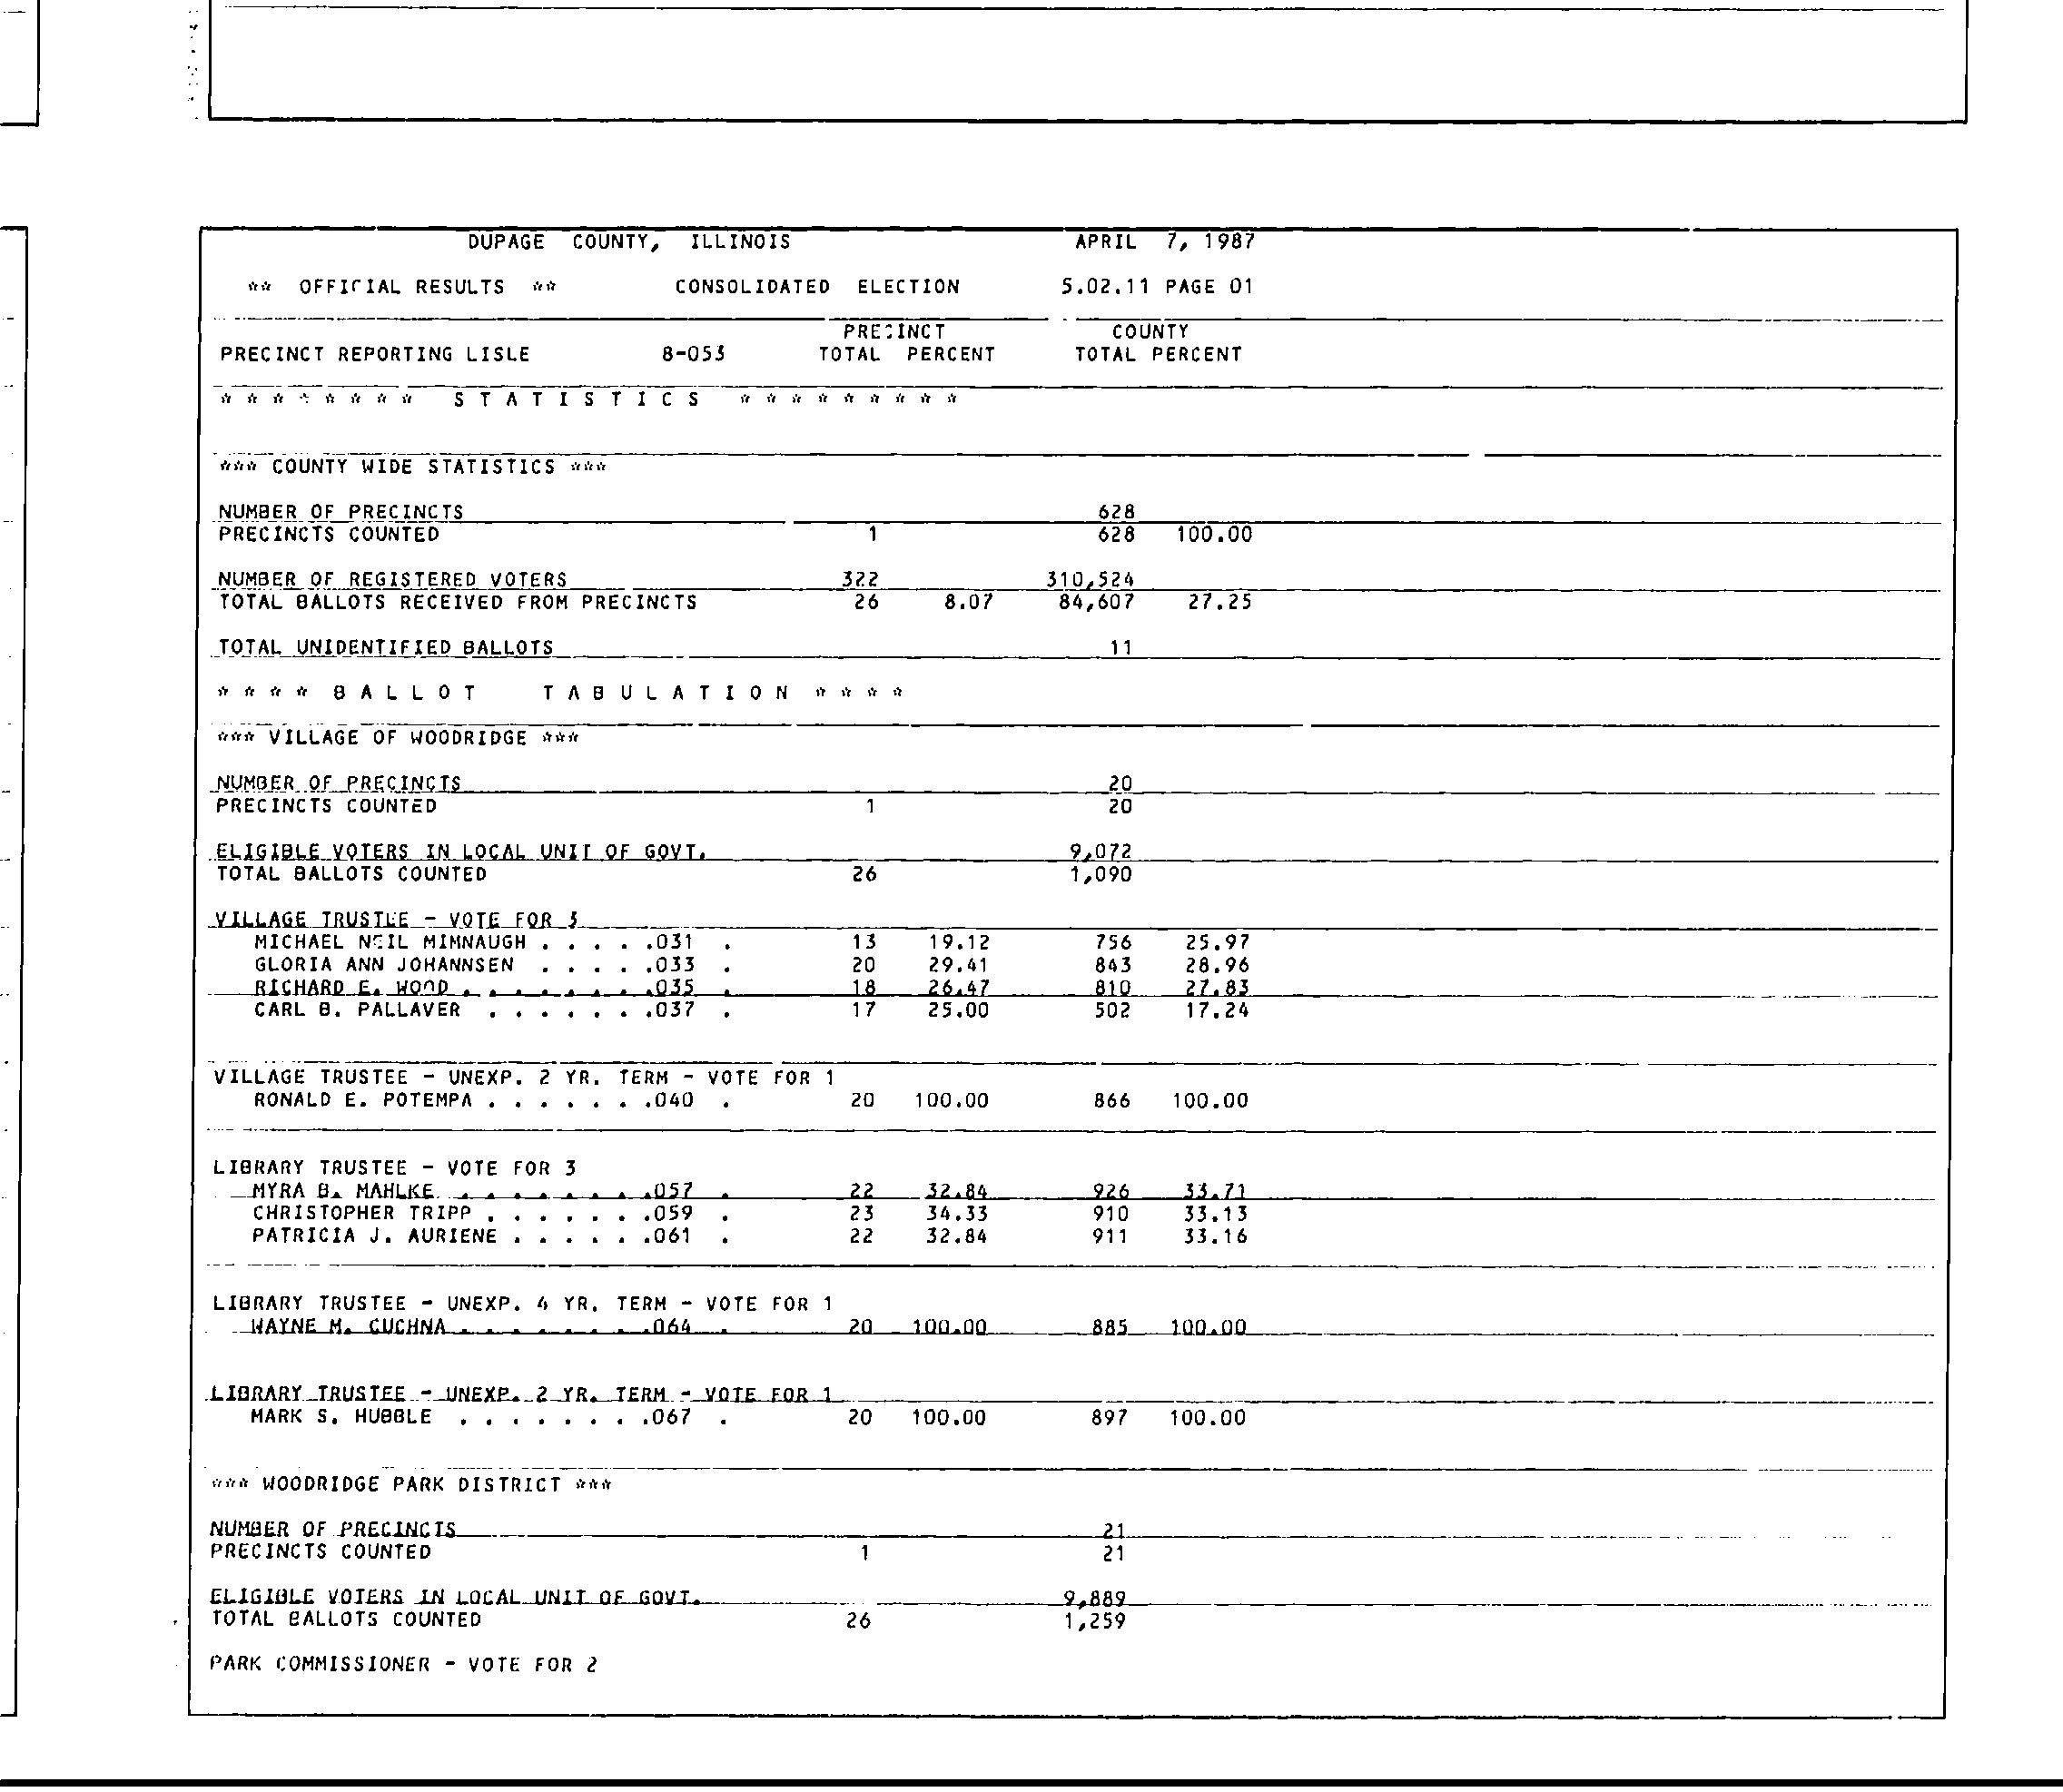 DUPAGE COUNTY, ILLINOIS APRIL 7, 1987
** OFFICIAL RESULTS ** CONSOLIDATED ELECTION 5.02.11 PAGE 01
PRECINCT COUNTY
PRECINCT REPORTING LISLE 8-053 TOTAL PERCENT TOTAL PERCENT
* * * * * * * * S T A T I S T I C S * * * * * * * * *
*** COUNTY WIDE STATISTICS ***
NUMBER OF PRECINCTS 628
PRECINCTS COUNTED 1 628 100.00
NUMBER OF REGISTERED VOTERS 322 310,524
TOTAL BALLOTS RECEIVED FROM PRECINCTS 26 8.07 84,607 27.25
TOTAL UNIDENTIFIED BALLOTS 11
* * * * B A L L O T T A B U L A T I O N * * * *
*** VILLAGE OF WOODRIDGE ***
NUMBER OF PRECINCTS 20
PRECINCTS COUNTED 1 20
ELIGIBLE VOTERS IN LOCAL UNIT OF GOVT. 9,072
TOTAL BALLOTS COUNTED 26 1,090
VILLAGE TRUSTEE - VOTE FOR 3
MICHAEL NEIL MIMNAUGH . . . . .031 . 13 19.12 756 25.97
GLORIA ANN JOHANNSEN . . . . .033 . 20 29.41 843 28.96
RICHARD E. WOOD . . . . . . . .035 . 18 26.47 810 27.83
CARL B. PALLAVER . . . . . . .037 . 17 25.00 502 17.24
VILLAGE TRUSTEE - UNEXP. 2 YR. TERM - VOTE FOR 1
RONALD E. POTEMPA . . . . . . .040 . 20 100.00 866 100.00
LIBRARY TRUSTEE - VOTE FOR 3
MYRA B. MAHLKE . . . . . . . .057 . 22 32.84 926 33.71
CHRISTOPHER TRIPP . . . . . . .059 . 23 34.33 910 33.13
PATRICIA J. AURIENE . . . . . .061 . 22 32.84 911 33.16
LIBRARY TRUSTEE - UNEXP. 4 YR. TERM - VOTE FOR 1
WAYNE M. CUCHNA . . . . . . . .064 . 20 100.00 885 100.00
LIBRARY TRUSTEE - UNEXP. 2 YR. TERM - VOTE FOR 1
MARK S. HUBBLE . . . . . . . .067 . 20 100.00 897 100.00
*** WOODRIDGE PARK DISTRICT ***
NUMBER OF PRECINCTS 21
PRECINCTS COUNTED 1 21
ELIGIBLE VOTERS IN LOCAL UNIT OF GOVT. 9,889
TOTAL BALLOTS COUNTED 26 1,259
PARK COMMISSIONER - VOTE FOR 2